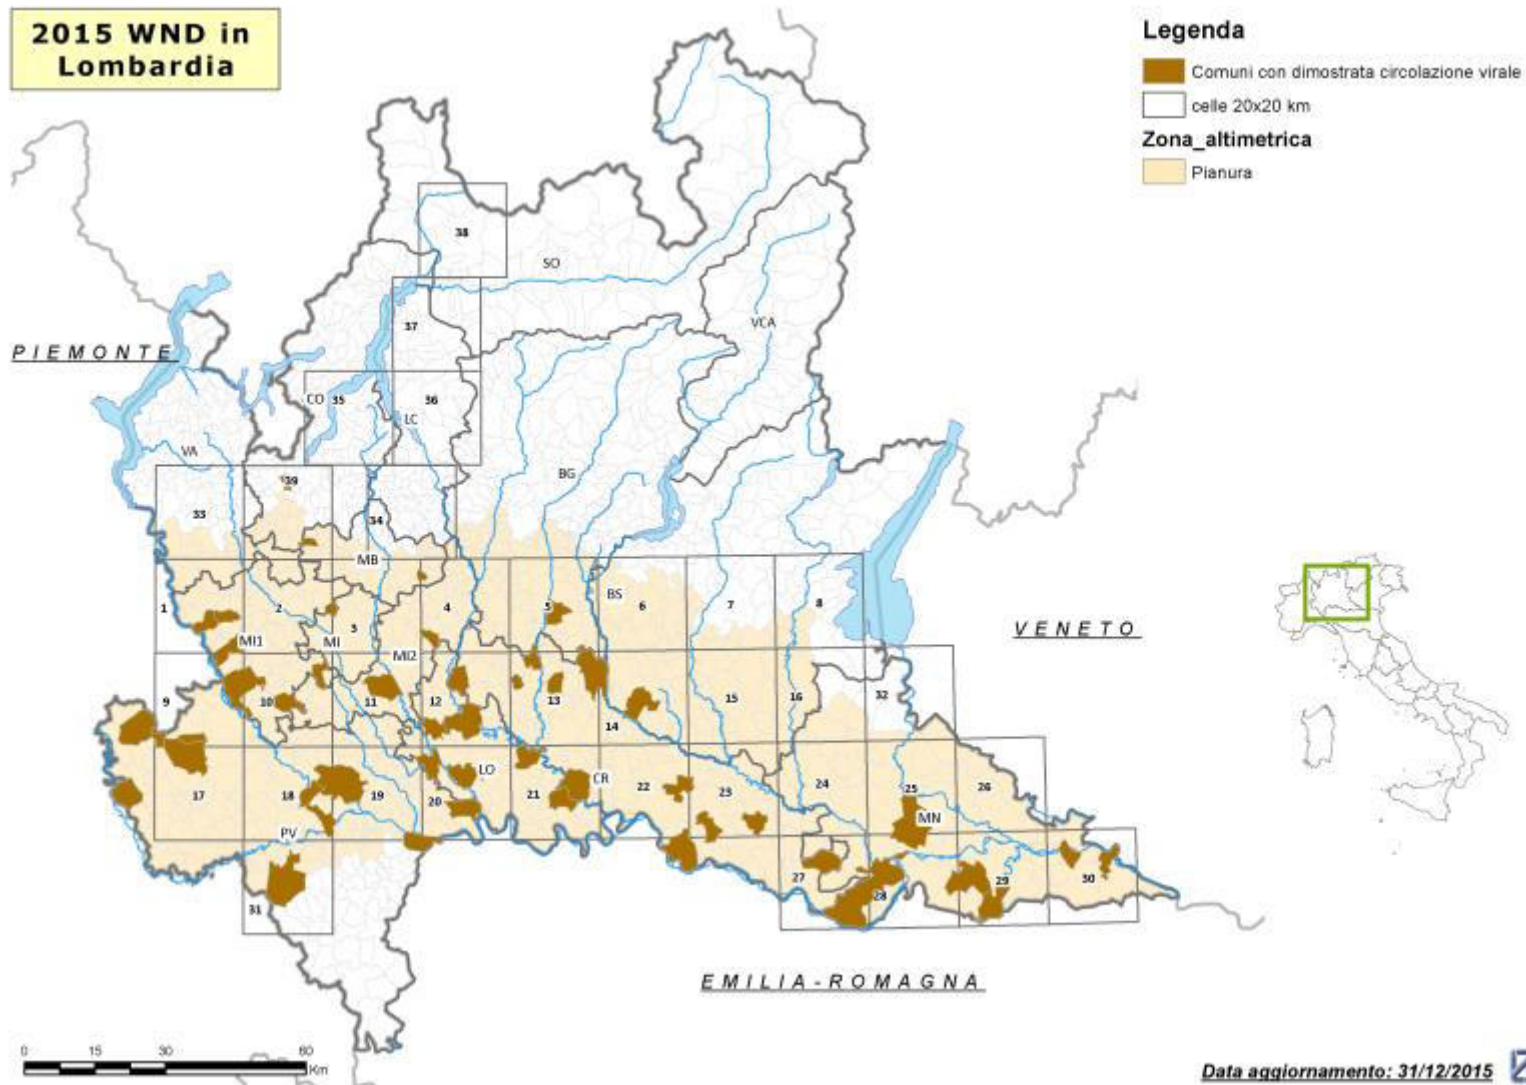 2015 WND in
Lombardia
Legenda
Comuni con dimostrata circolazione virale
celle 20x20 km
Zona_altimetrica
Pianura
38
SO
37
VCA
PIEMONTE
CO
35
36
LC
VA
BG
39
33
34
MB
BS
1
2
3
4
5
6
7
8
MI1
MI
MI2
VENETO
9
10
11
12
13
14
15
16
32
17
18
19
20
LO
21
CR
22
23
24
25
26
MN
PV
27
28
29
30
31
EMILIA-ROMAGNA
0 15 30 60
Km
Data aggiornamento: 31/12/2015